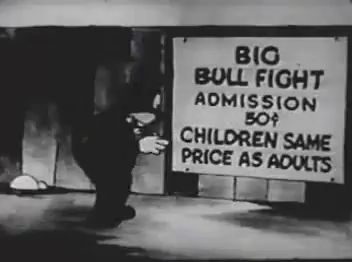 BIG
BULL FIGHT
ADMISSION
50¢
CHILDREN SAME
PRICE AS ADULTS